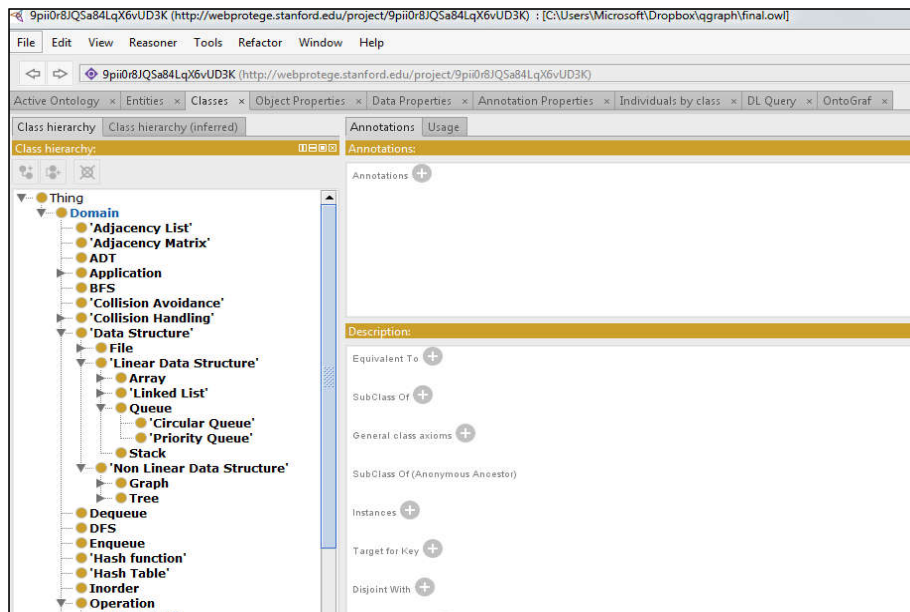 9pii0r8JQSa84LqX6vUD3K (http://webprotege.stanford.edu/project/9pii0r8JQSa84LqX6vUD3K) : [C:\Users\Microsoft\Dropbox\qgraph\final.owl]
File Edit View Reasoner Tools Refactor Window Help
9pii0r8JQSa84LqX6vUD3K (http://webprotege.stanford.edu/project/9pii0r8JQSa84LqX6vUD3K)
Active Ontology × Entities × Classes × Object Properties × Data Properties × Annotation Properties × Individuals by class × DL Query × OntoGraf ×
Class hierarchy Class hierarchy (inferred)
Class hierarchy:
Thing
Domain
'Adjacency List'
'Adjacency Matrix'
ADT
Application
BFS
'Collision Avoidance'
'Collision Handling'
'Data Structure'
File
'Linear Data Structure'
Array
'Linked List'
Queue
'Circular Queue'
'Priority Queue'
Stack
'Non Linear Data Structure'
Graph
Tree
Dequeue
DFS
Enqueue
'Hash function'
'Hash Table'
Inorder
Operation
Annotations Usage
Annotations:
Annotations
Description:
Equivalent To
SubClass Of
General class axioms
SubClass Of (Anonymous Ancestor)
Instances
Target for Key
Disjoint With